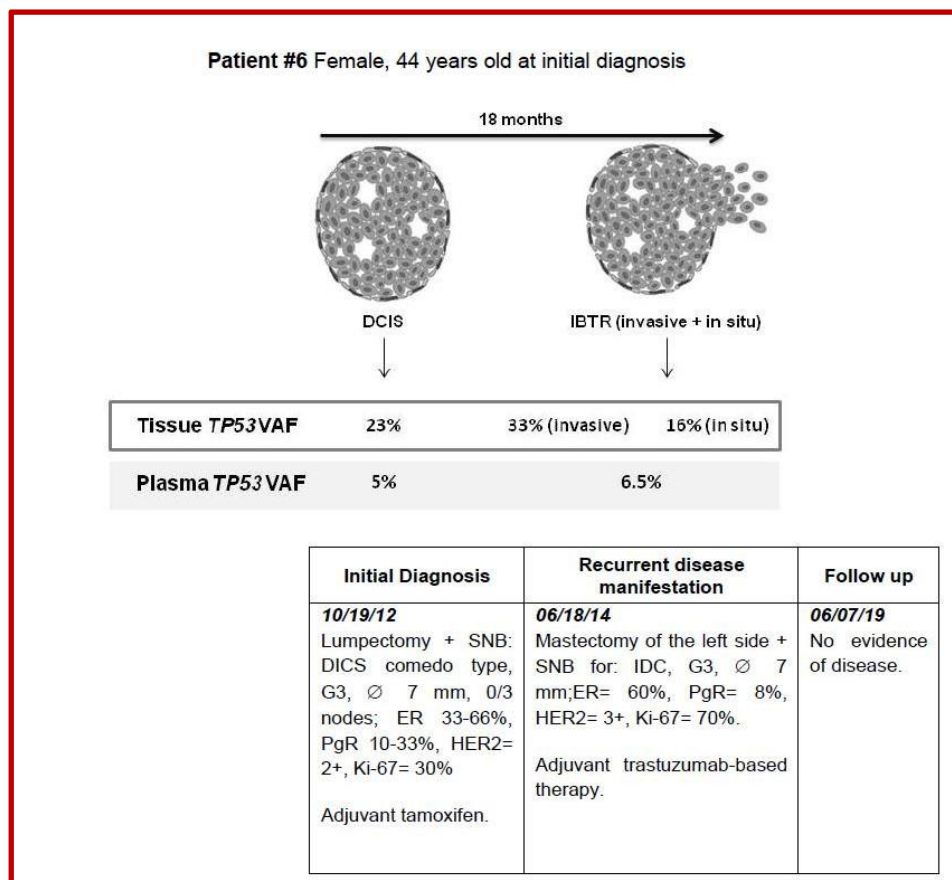 Patient #6 Female, 44 years old at initial diagnosis
18 months
DCIS
IBTR (invasive + in situ)
Tissue TP53 VAF 23% 33% (invasive) 16% (in situ)
Plasma TP53 VAF 5% 6.5%
Initial Diagnosis
Recurrent disease
manifestation
Follow up
10/19/12
Lumpectomy + SNB:
DICS comedo type,
G3, ∅ 7 mm, 0/3
nodes; ER 33-66%,
PgR 10-33%, HER2=
2+, Ki-67= 30%
Adjuvant tamoxifen.
06/18/14
Mastectomy of the left side +
SNB for: IDC, G3, ∅ 7
mm;ER= 60%, PgR= 8%,
HER2= 3+, Ki-67= 70%.
Adjuvant trastuzumab-based
therapy.
06/07/19
No evidence
of disease.